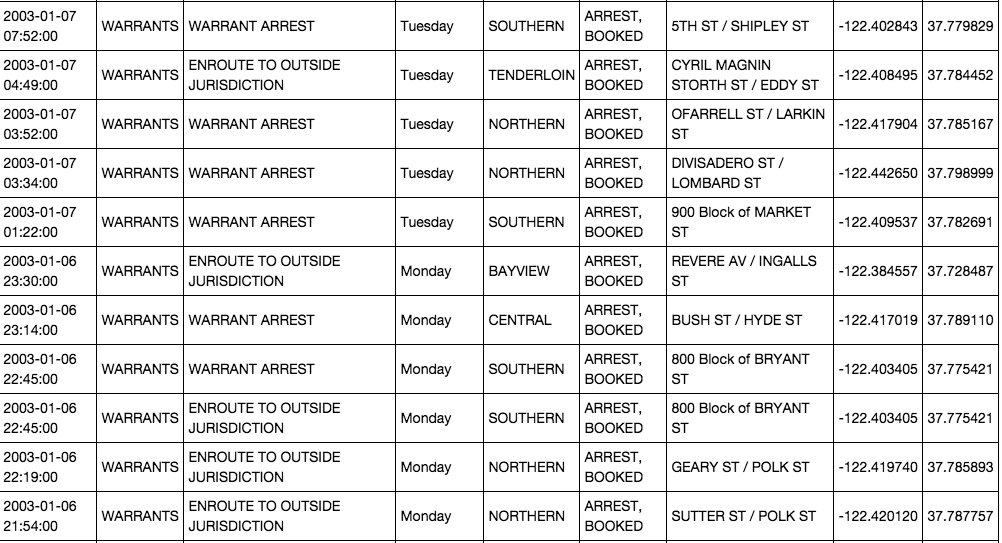 2003-01-07 07:52:00 WARRANTS WARRANT ARREST Tuesday SOUTHERN ARREST, BOOKED 5TH ST / SHIPLEY ST -122.402843 37.779829
2003-01-07 04:49:00 WARRANTS ENROUTE TO OUTSIDE JURISDICTION Tuesday TENDERLOIN ARREST, BOOKED CYRIL MAGNIN STORTH ST / EDDY ST -122.408495 37.784452
2003-01-07 03:52:00 WARRANTS WARRANT ARREST Tuesday NORTHERN ARREST, BOOKED OFARRELL ST / LARKIN ST -122.417904 37.785167
2003-01-07 03:34:00 WARRANTS WARRANT ARREST Tuesday NORTHERN ARREST, BOOKED DIVISADERO ST / LOMBARD ST -122.442650 37.798999
2003-01-07 01:22:00 WARRANTS WARRANT ARREST Tuesday SOUTHERN ARREST, BOOKED 900 Block of MARKET ST -122.409537 37.782691
2003-01-06 23:30:00 WARRANTS ENROUTE TO OUTSIDE JURISDICTION Monday BAYVIEW ARREST, BOOKED REVERE AV / INGALLS ST -122.384557 37.728487
2003-01-06 23:14:00 WARRANTS WARRANT ARREST Monday CENTRAL ARREST, BOOKED BUSH ST / HYDE ST -122.417019 37.789110
2003-01-06 22:45:00 WARRANTS WARRANT ARREST Monday SOUTHERN ARREST, BOOKED 800 Block of BRYANT ST -122.403405 37.775421
2003-01-06 22:45:00 WARRANTS ENROUTE TO OUTSIDE JURISDICTION Monday SOUTHERN ARREST, BOOKED 800 Block of BRYANT ST -122.403405 37.775421
2003-01-06 22:19:00 WARRANTS ENROUTE TO OUTSIDE JURISDICTION Monday NORTHERN ARREST, BOOKED GEARY ST / POLK ST -122.419740 37.785893
2003-01-06 21:54:00 WARRANTS ENROUTE TO OUTSIDE JURISDICTION Monday NORTHERN ARREST, BOOKED SUTTER ST / POLK ST -122.420120 37.787757